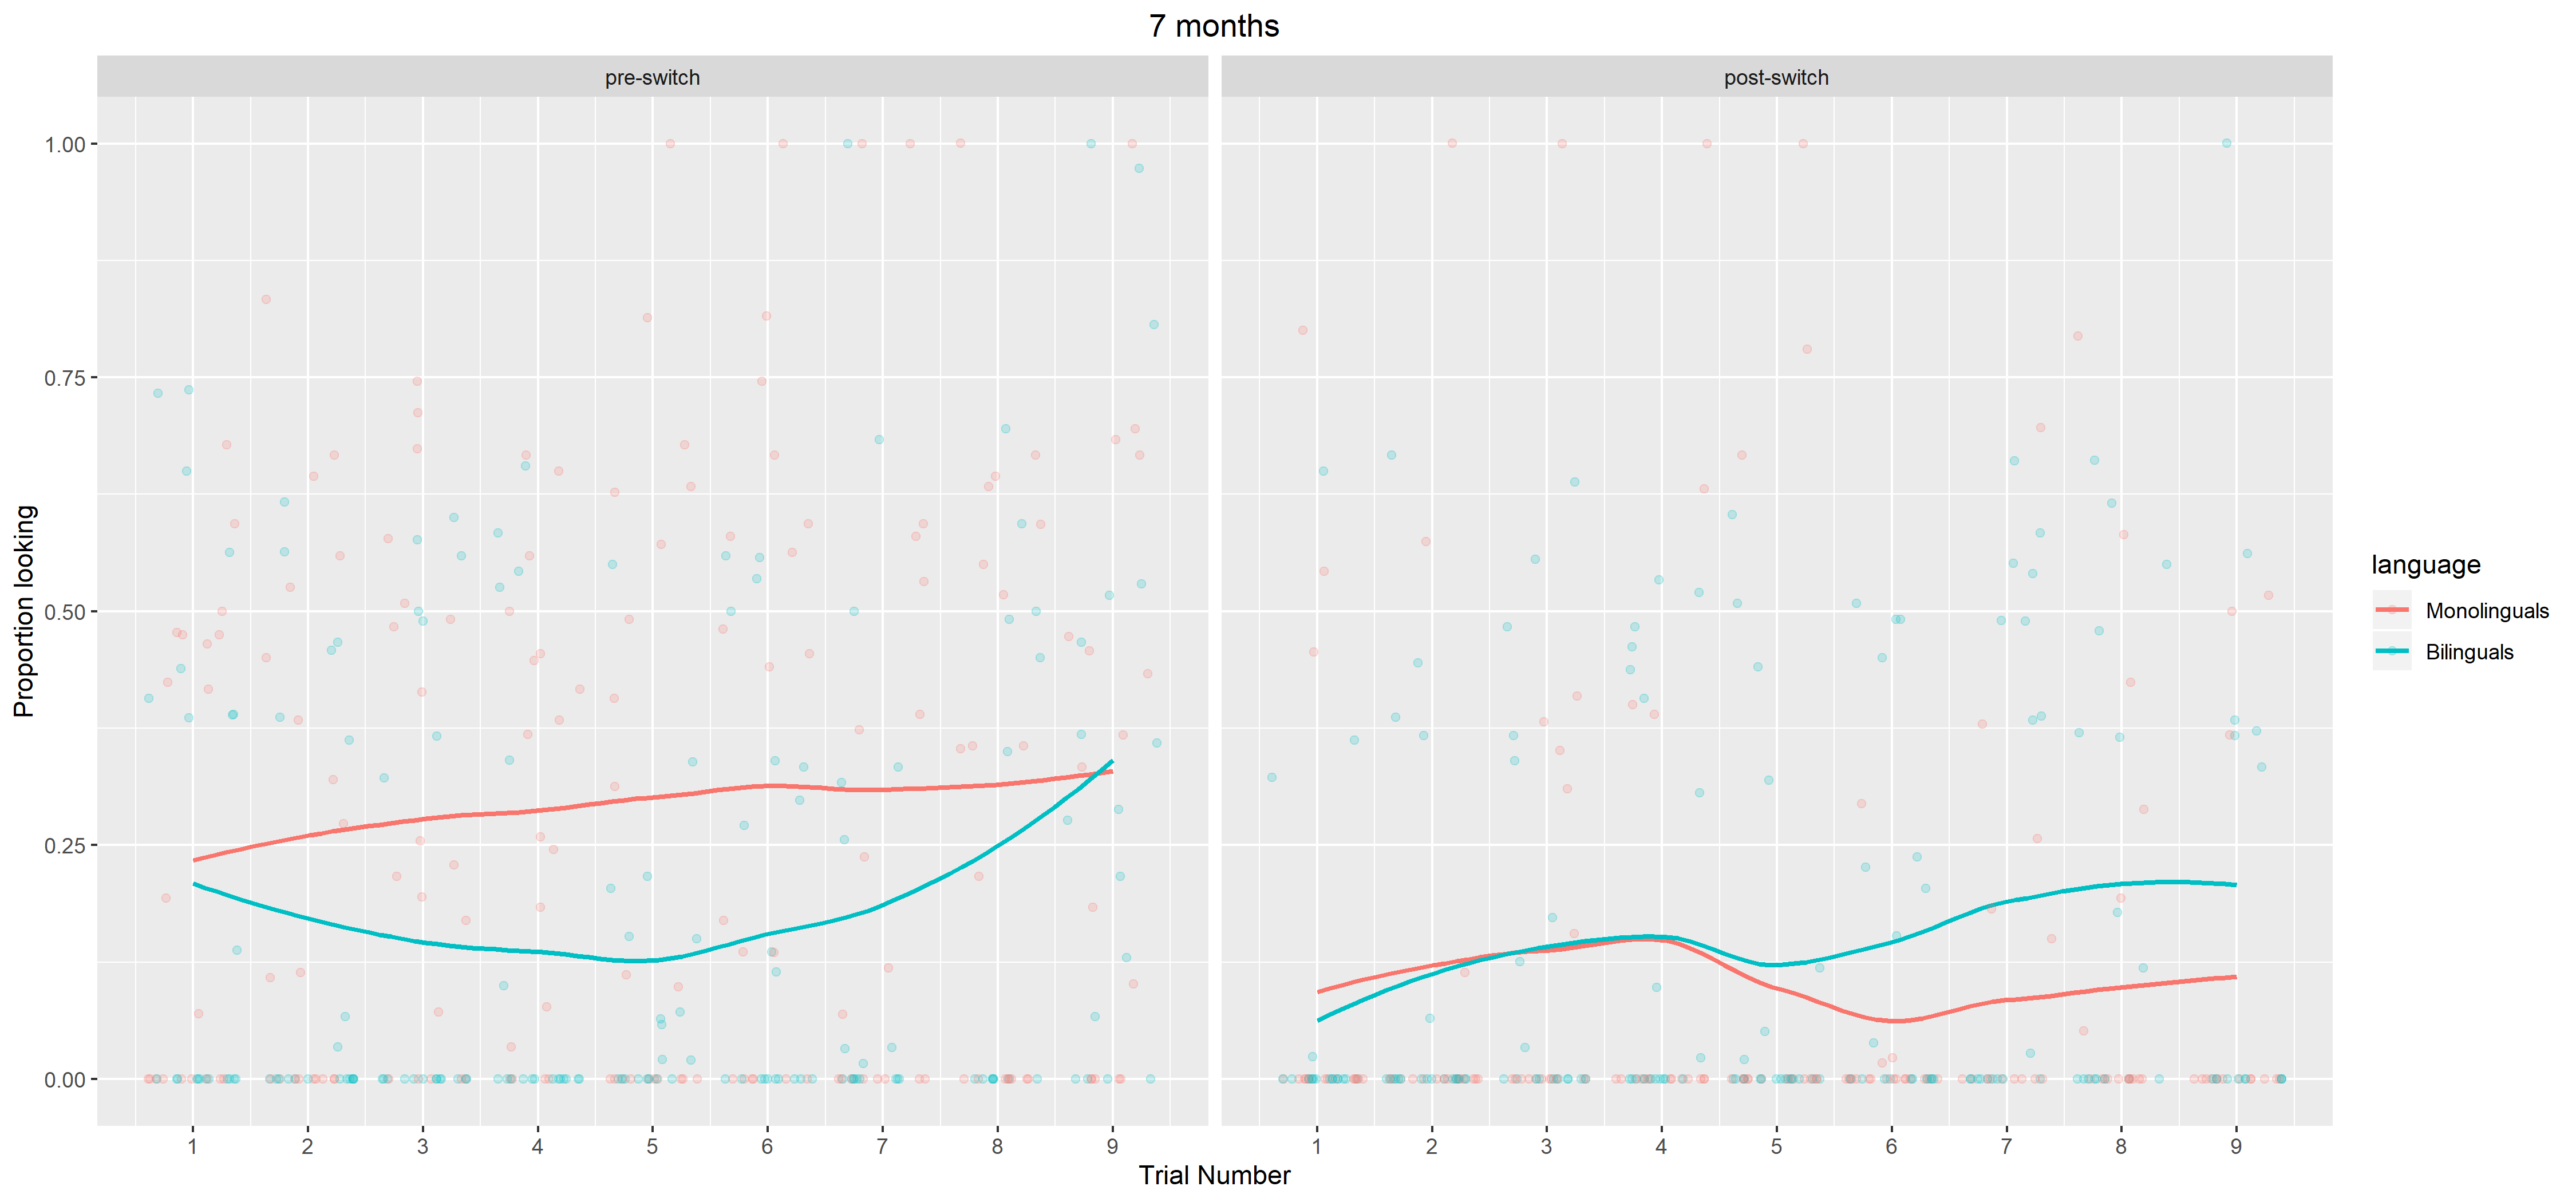 7 months
pre-switch
post-switch
Proportion looking
1.00
0.75
0.50
0.25
0.00
1 2 3 4 5 6 7 8 9
1 2 3 4 5 6 7 8 9
Trial Number
language
Monolinguals
Bilinguals